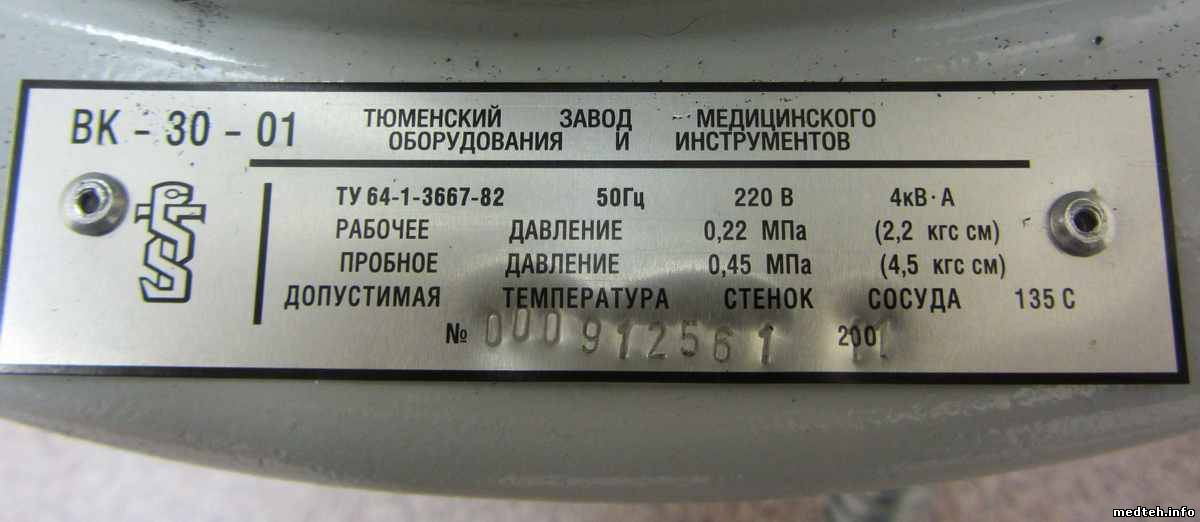 ВК - 30 - 01
ТЮМЕНСКИЙ ЗАВОД МЕДИЦИНСКОГО
ОБОРУДОВАНИЯ И ИНСТРУМЕНТОВ
ТУ 64-1-3667-82 50Гц 220 В 4кВ·А
РАБОЧЕЕ ДАВЛЕНИЕ 0,22 МПа (2,2 кгс см)
ПРОБНОЕ ДАВЛЕНИЕ 0,45 МПа (4,5 кгс см)
ДОПУСТИМАЯ ТЕМПЕРАТУРА СТЕНОК СОСУДА 135 С
№ 000912561 200
medteh.info